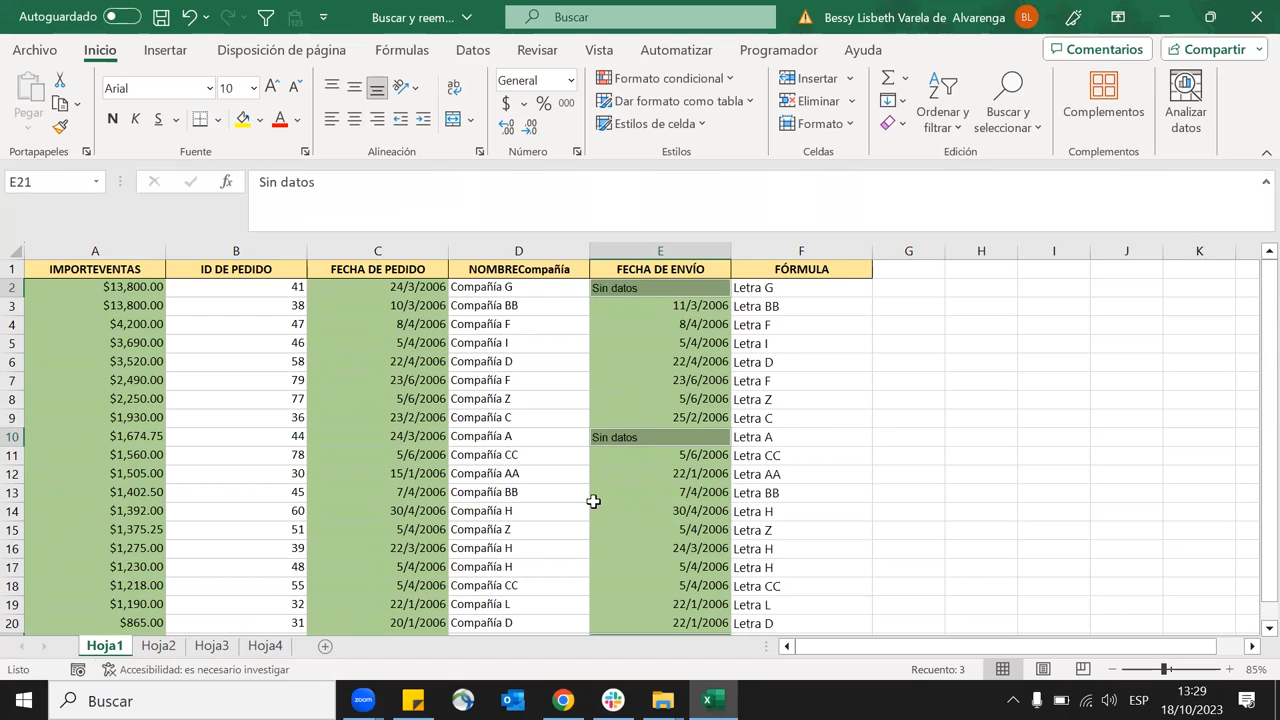 Autoguardado
Buscar y reem...
Buscar
Bessy Lisbeth Varela de Alvarenga
BL
Archivo Inicio Insertar Disposición de página Fórmulas Datos Revisar Vista Automatizar Programador Ayuda
Comentarios
Compartir
Pegar
Portapapeles
Arial 10
N K S
Fuente
Alineación
General
$ % 000
Número
Formato condicional
Dar formato como tabla
Estilos de celda
Estilos
Insertar
Eliminar
Formato
Celdas
Ordenar y filtrar
Buscar y seleccionar
Edición
Complementos
Complementos
Analizar datos
E21 fx Sin datos
A B C D E F G H I J K
1 IMPORTEVENTAS ID DE PEDIDO FECHA DE PEDIDO NOMBRECompañía FECHA DE ENVÍO FÓRMULA
2 $13,800.00 41 24/3/2006 Compañía G Sin datos Letra G
3 $13,800.00 38 10/3/2006 Compañía BB 11/3/2006 Letra BB
4 $4,200.00 47 8/4/2006 Compañía F 8/4/2006 Letra F
5 $3,690.00 46 5/4/2006 Compañía I 5/4/2006 Letra I
6 $3,520.00 58 22/4/2006 Compañía D 22/4/2006 Letra D
7 $2,490.00 79 23/6/2006 Compañía F 23/6/2006 Letra F
8 $2,250.00 77 5/6/2006 Compañía Z 5/6/2006 Letra Z
9 $1,930.00 36 23/2/2006 Compañía C 25/2/2006 Letra C
10 $1,674.75 44 24/3/2006 Compañía A Sin datos Letra A
11 $1,560.00 78 5/6/2006 Compañía CC 5/6/2006 Letra CC
12 $1,505.00 30 15/1/2006 Compañía AA 22/1/2006 Letra AA
13 $1,402.50 45 7/4/2006 Compañía BB 7/4/2006 Letra BB
14 $1,392.00 60 30/4/2006 Compañía H 30/4/2006 Letra H
15 $1,375.25 51 5/4/2006 Compañía Z 5/4/2006 Letra Z
16 $1,275.00 39 22/3/2006 Compañía H 24/3/2006 Letra H
17 $1,230.00 48 5/4/2006 Compañía H 5/4/2006 Letra H
18 $1,218.00 55 5/4/2006 Compañía CC 5/4/2006 Letra CC
19 $1,190.00 32 22/1/2006 Compañía L 22/1/2006 Letra L
20 $865.00 31 20/1/2006 Compañía D 22/1/2006 Letra D
Hoja1 Hoja2 Hoja3 Hoja4
Listo Accesibilidad: es necesario investigar Recuento: 3 85%
Buscar
zoom
ESP
13:29
18/10/2023